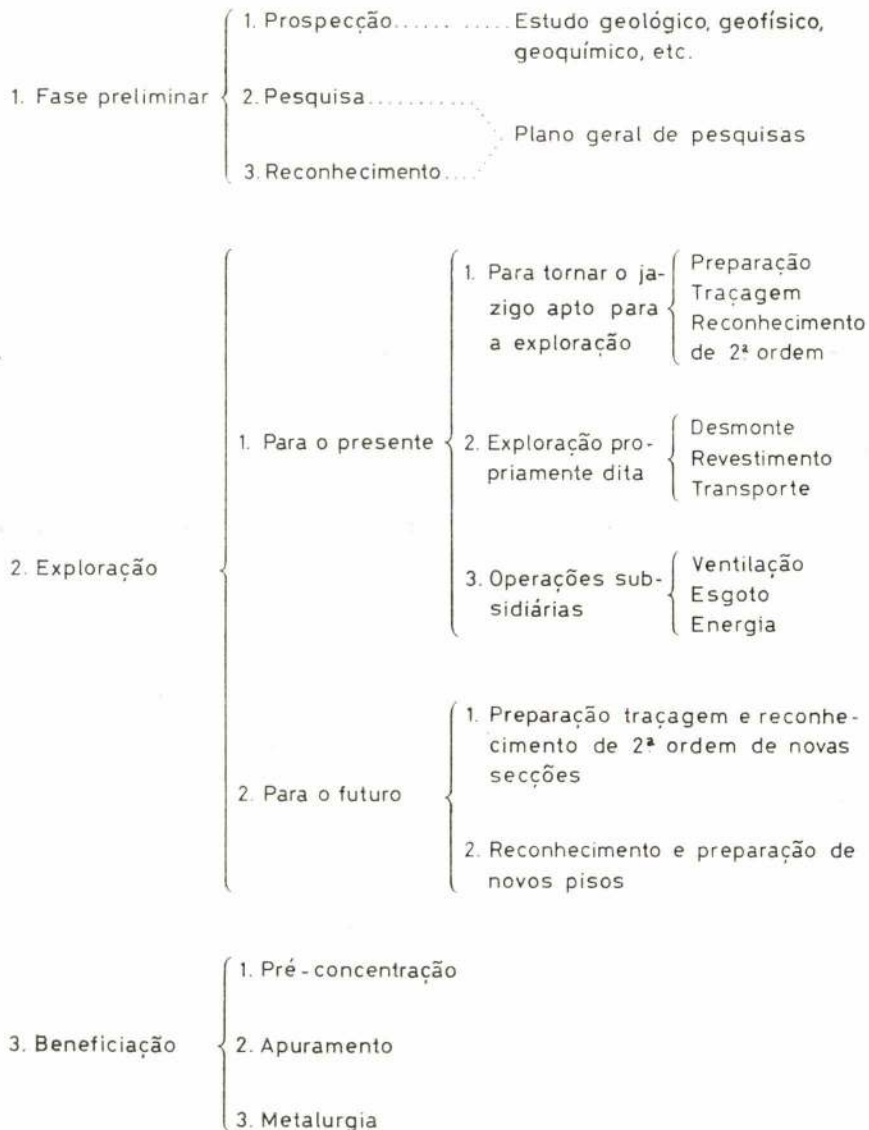 1. Prospecção...... ......Estudo geológico, geofísico,
geoquímico, etc.
1. Fase preliminar
2. Pesquisa...........
Plano geral de pesquisas
3. Reconhecimento....
1. Para tornar o ja-
zigo apto para
a exploração
Preparação
Traçagem
Reconhecimento
de 2ª ordem
1. Para o presente
2. Exploração pro-
priamente dita
Desmonte
Revestimento
Transporte
2. Exploração
3. Operações sub-
sidiárias
Ventilação
Esgoto
Energia
2. Para o futuro
1. Preparação traçagem e reconhe-
cimento de 2ª ordem de novas
secções
2. Reconhecimento e preparação de
novos pisos
3. Beneficiação
1. Pré-concentração
2. Apuramento
3. Metalurgia